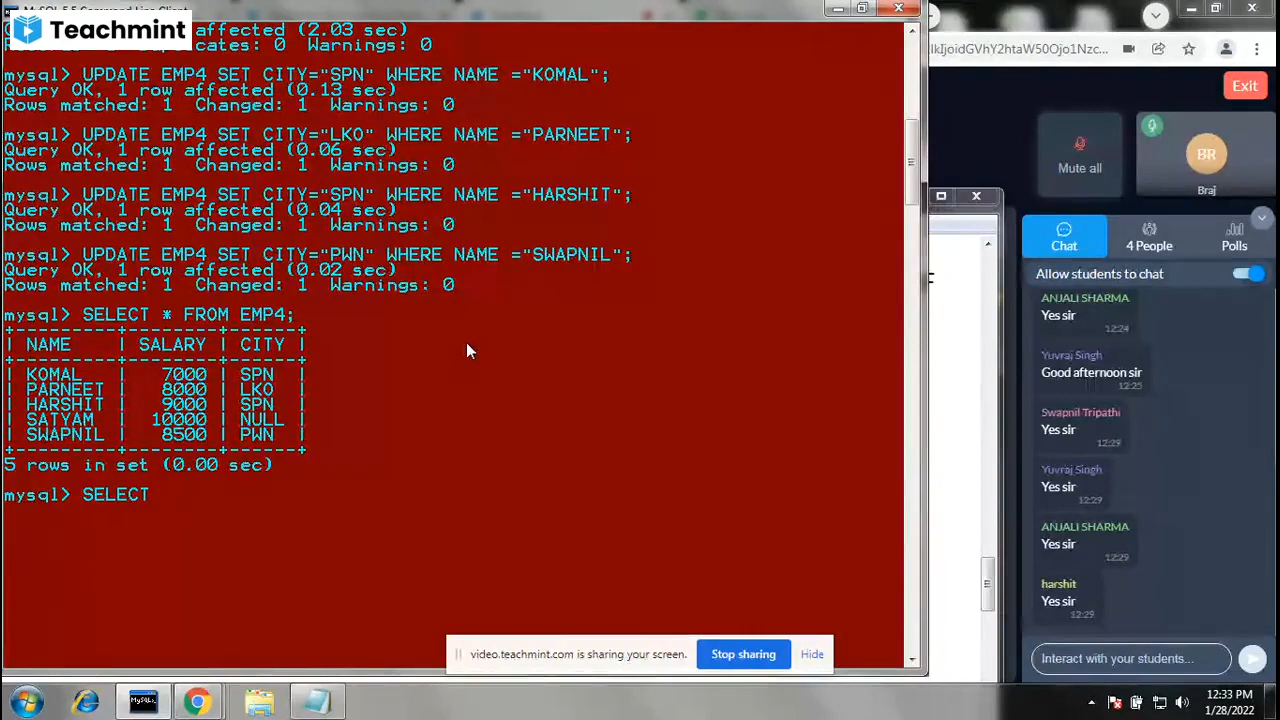 Teachmint
affected (2.03 sec)
cates: 0 Warnings: 0
mysql> UPDATE EMP4 SET CITY="SPN" WHERE NAME ="KOMAL";
Query OK, 1 row affected (0.13 sec)
Rows matched: 1 Changed: 1 Warnings: 0
mysql> UPDATE EMP4 SET CITY="LKO" WHERE NAME ="PARNEET";
Query OK, 1 row affected (0.06 sec)
Rows matched: 1 Changed: 1 Warnings: 0
mysql> UPDATE EMP4 SET CITY="SPN" WHERE NAME ="HARSHIT";
Query OK, 1 row affected (0.04 sec)
Rows matched: 1 Changed: 1 Warnings: 0
mysql> UPDATE EMP4 SET CITY="PWN" WHERE NAME ="SWAPNIL";
Query OK, 1 row affected (0.02 sec)
Rows matched: 1 Changed: 1 Warnings: 0
mysql> SELECT * FROM EMP4;
+---------+--------+------+
| NAME | SALARY | CITY |
+---------+--------+------+
| KOMAL | 7000 | SPN |
| PARNEET | 8000 | LKO |
| HARSHIT | 9000 | SPN |
| SATYAM | 10000 | NULL |
| SWAPNIL | 8500 | PWN |
+---------+--------+------+
5 rows in set (0.00 sec)
mysql> SELECT
video.teachmint.com is sharing your screen. Stop sharing Hide
Exit
Mute all
BR
Braj
Chat 4 People Polls
Allow students to chat
ANJALI SHARMA
Yes sir
12:24
Yuvraj Singh
Good afternoon sir
12:25
Swapnil Tripathi
Yes sir
12:29
Yuvraj Singh
Yes sir
12:29
ANJALI SHARMA
Yes sir
12:29
harshit
Yes sir
12:29
Interact with your students...
12:33 PM
1/28/2022